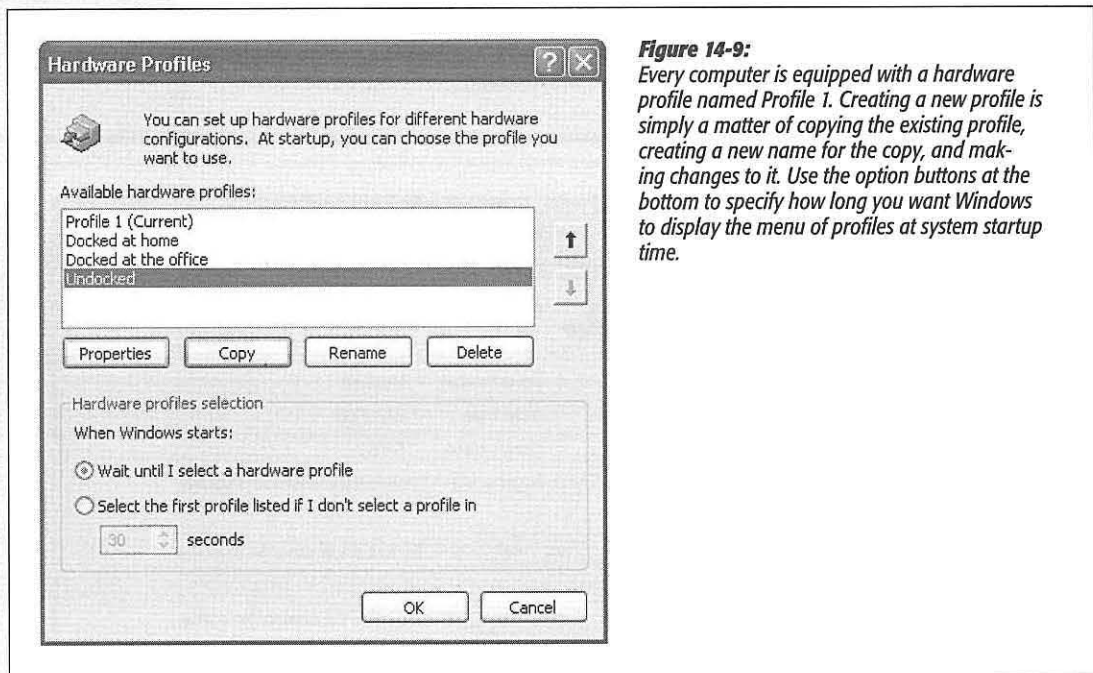 Hardware Profiles
You can set up hardware profiles for different hardware
configurations. At startup, you can choose the profile you
want to use.
Available hardware profiles:
Profile 1 (Current)
Docked at home
Docked at the office
Undocked
Properties
Copy
Rename
Delete
Hardware profiles selection
When Windows starts:
Wait until I select a hardware profile
Select the first profile listed if I don't select a profile in
30 seconds
OK
Cancel
Figure 14-9:
Every computer is equipped with a hardware
profile named Profile 1. Creating a new profile is
simply a matter of copying the existing profile,
creating a new name for the copy, and mak-
ing changes to it. Use the option buttons at the
bottom to specify how long you want Windows
to display the menu of profiles at system startup
time.